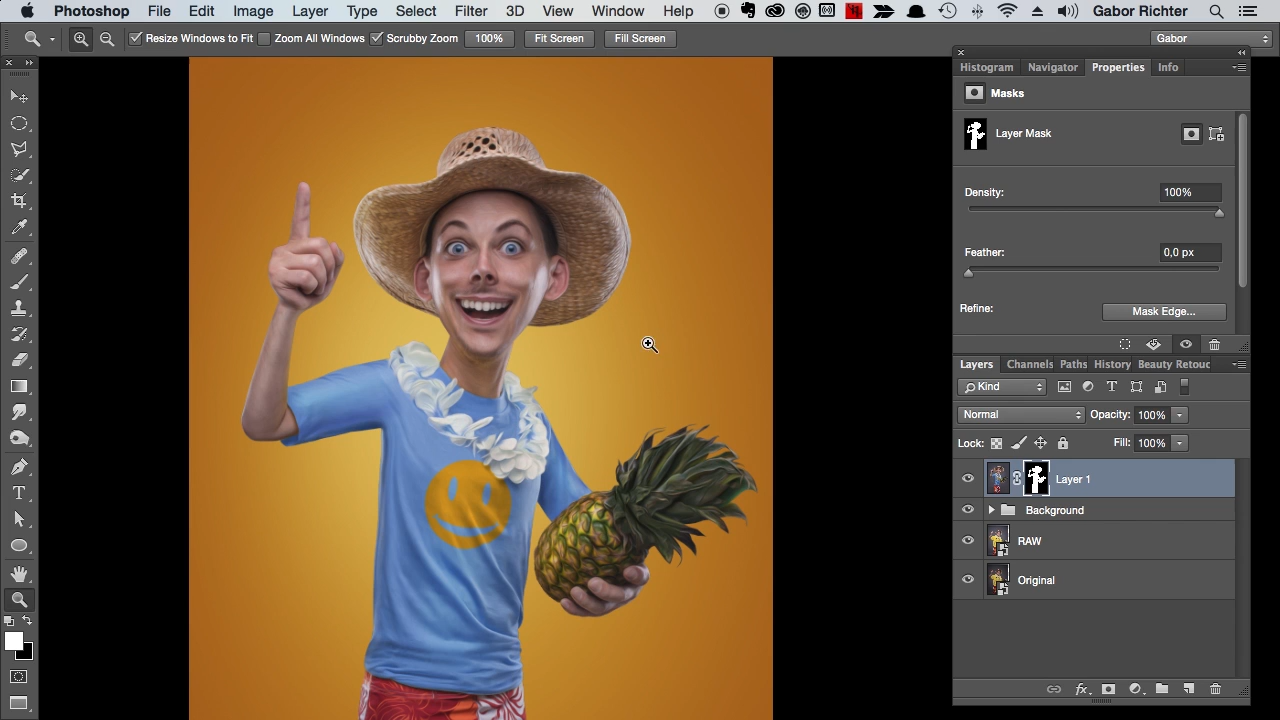 Photoshop File Edit Image Layer Type Select Filter 3D View Window Help Gabor Richter
Resize Windows to Fit Zoom All Windows Scrubby Zoom 100% Fit Screen Fill Screen Gabor
Histogram Navigator Properties Info
Masks
Layer Mask
Density: 100%
Feather: 0,0 px
Refine: Mask Edge...
Layers Channels Paths History Beauty Retouc
Kind
Normal Opacity: 100%
Lock: Fill: 100%
Layer 1
Background
RAW
Original